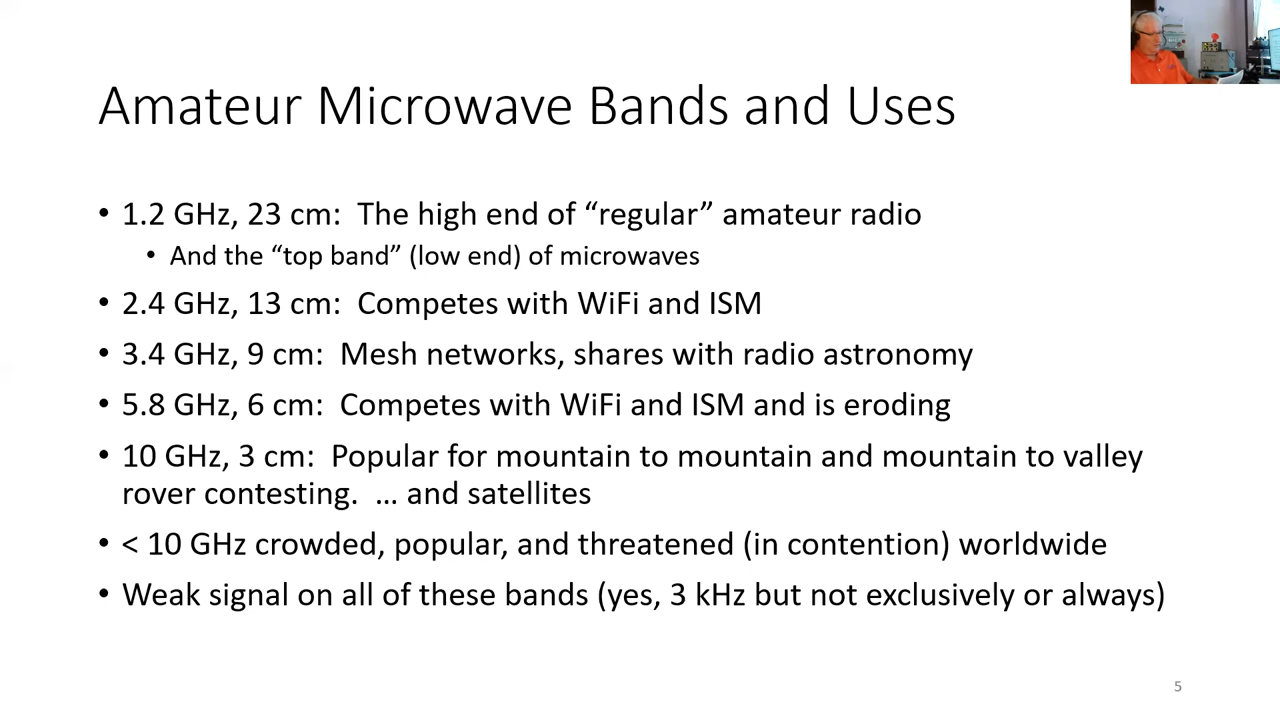 Amateur Microwave Bands and Uses
• 1.2 GHz, 23 cm:  The high end of “regular” amateur radio
• And the “top band” (low end) of microwaves
• 2.4 GHz, 13 cm:  Competes with WiFi and ISM
• 3.4 GHz, 9 cm:  Mesh networks, shares with radio astronomy
• 5.8 GHz, 6 cm:  Competes with WiFi and ISM and is eroding
• 10 GHz, 3 cm:  Popular for mountain to mountain and mountain to valley
rover contesting.  … and satellites
• < 10 GHz crowded, popular, and threatened (in contention) worldwide
• Weak signal on all of these bands (yes, 3 kHz but not exclusively or always)
5